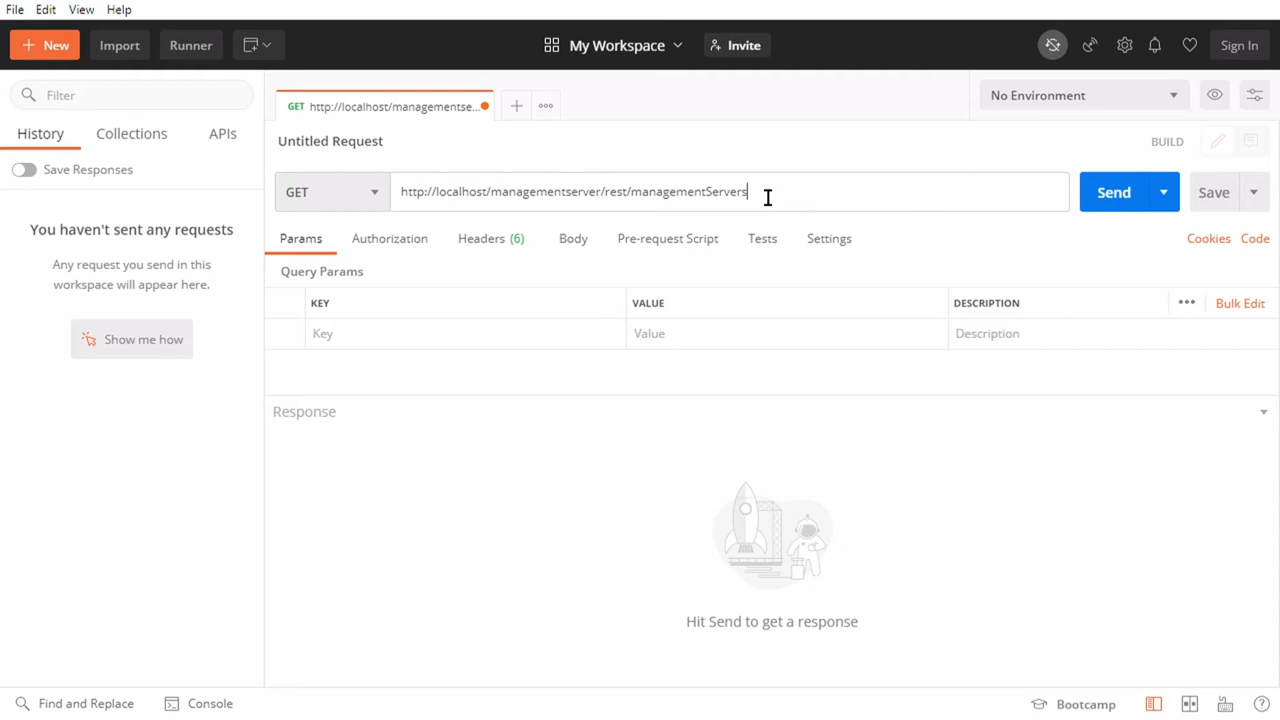 File Edit View Help
New Import Runner My Workspace Invite Sign In
Filter
GET http://localhost/managementse...
No Environment
History Collections APIs
Save Responses
Untitled Request
BUILD
GET http://localhost/managementserver/rest/managementServers Send Save
You haven't sent any requests
Any request you send in this
workspace will appear here.
Show me how
Params Authorization Headers (6) Body Pre-request Script Tests Settings Cookies Code
Query Params
KEY VALUE DESCRIPTION Bulk Edit
Key Value Description
Response
Hit Send to get a response
Find and Replace Console Bootcamp